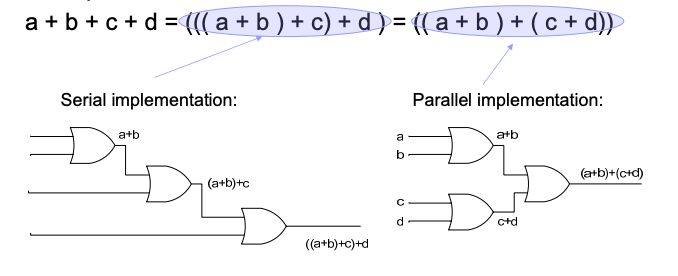 a + b + c + d = ((( a + b ) + c) + d ) = (( a + b ) + ( c + d))
Serial implementation:
a+b
(a+b)+c
((a+b)+c)+d
Parallel implementation:
a
b
c
d
a+b
c+d
(a+b)+(c+d)